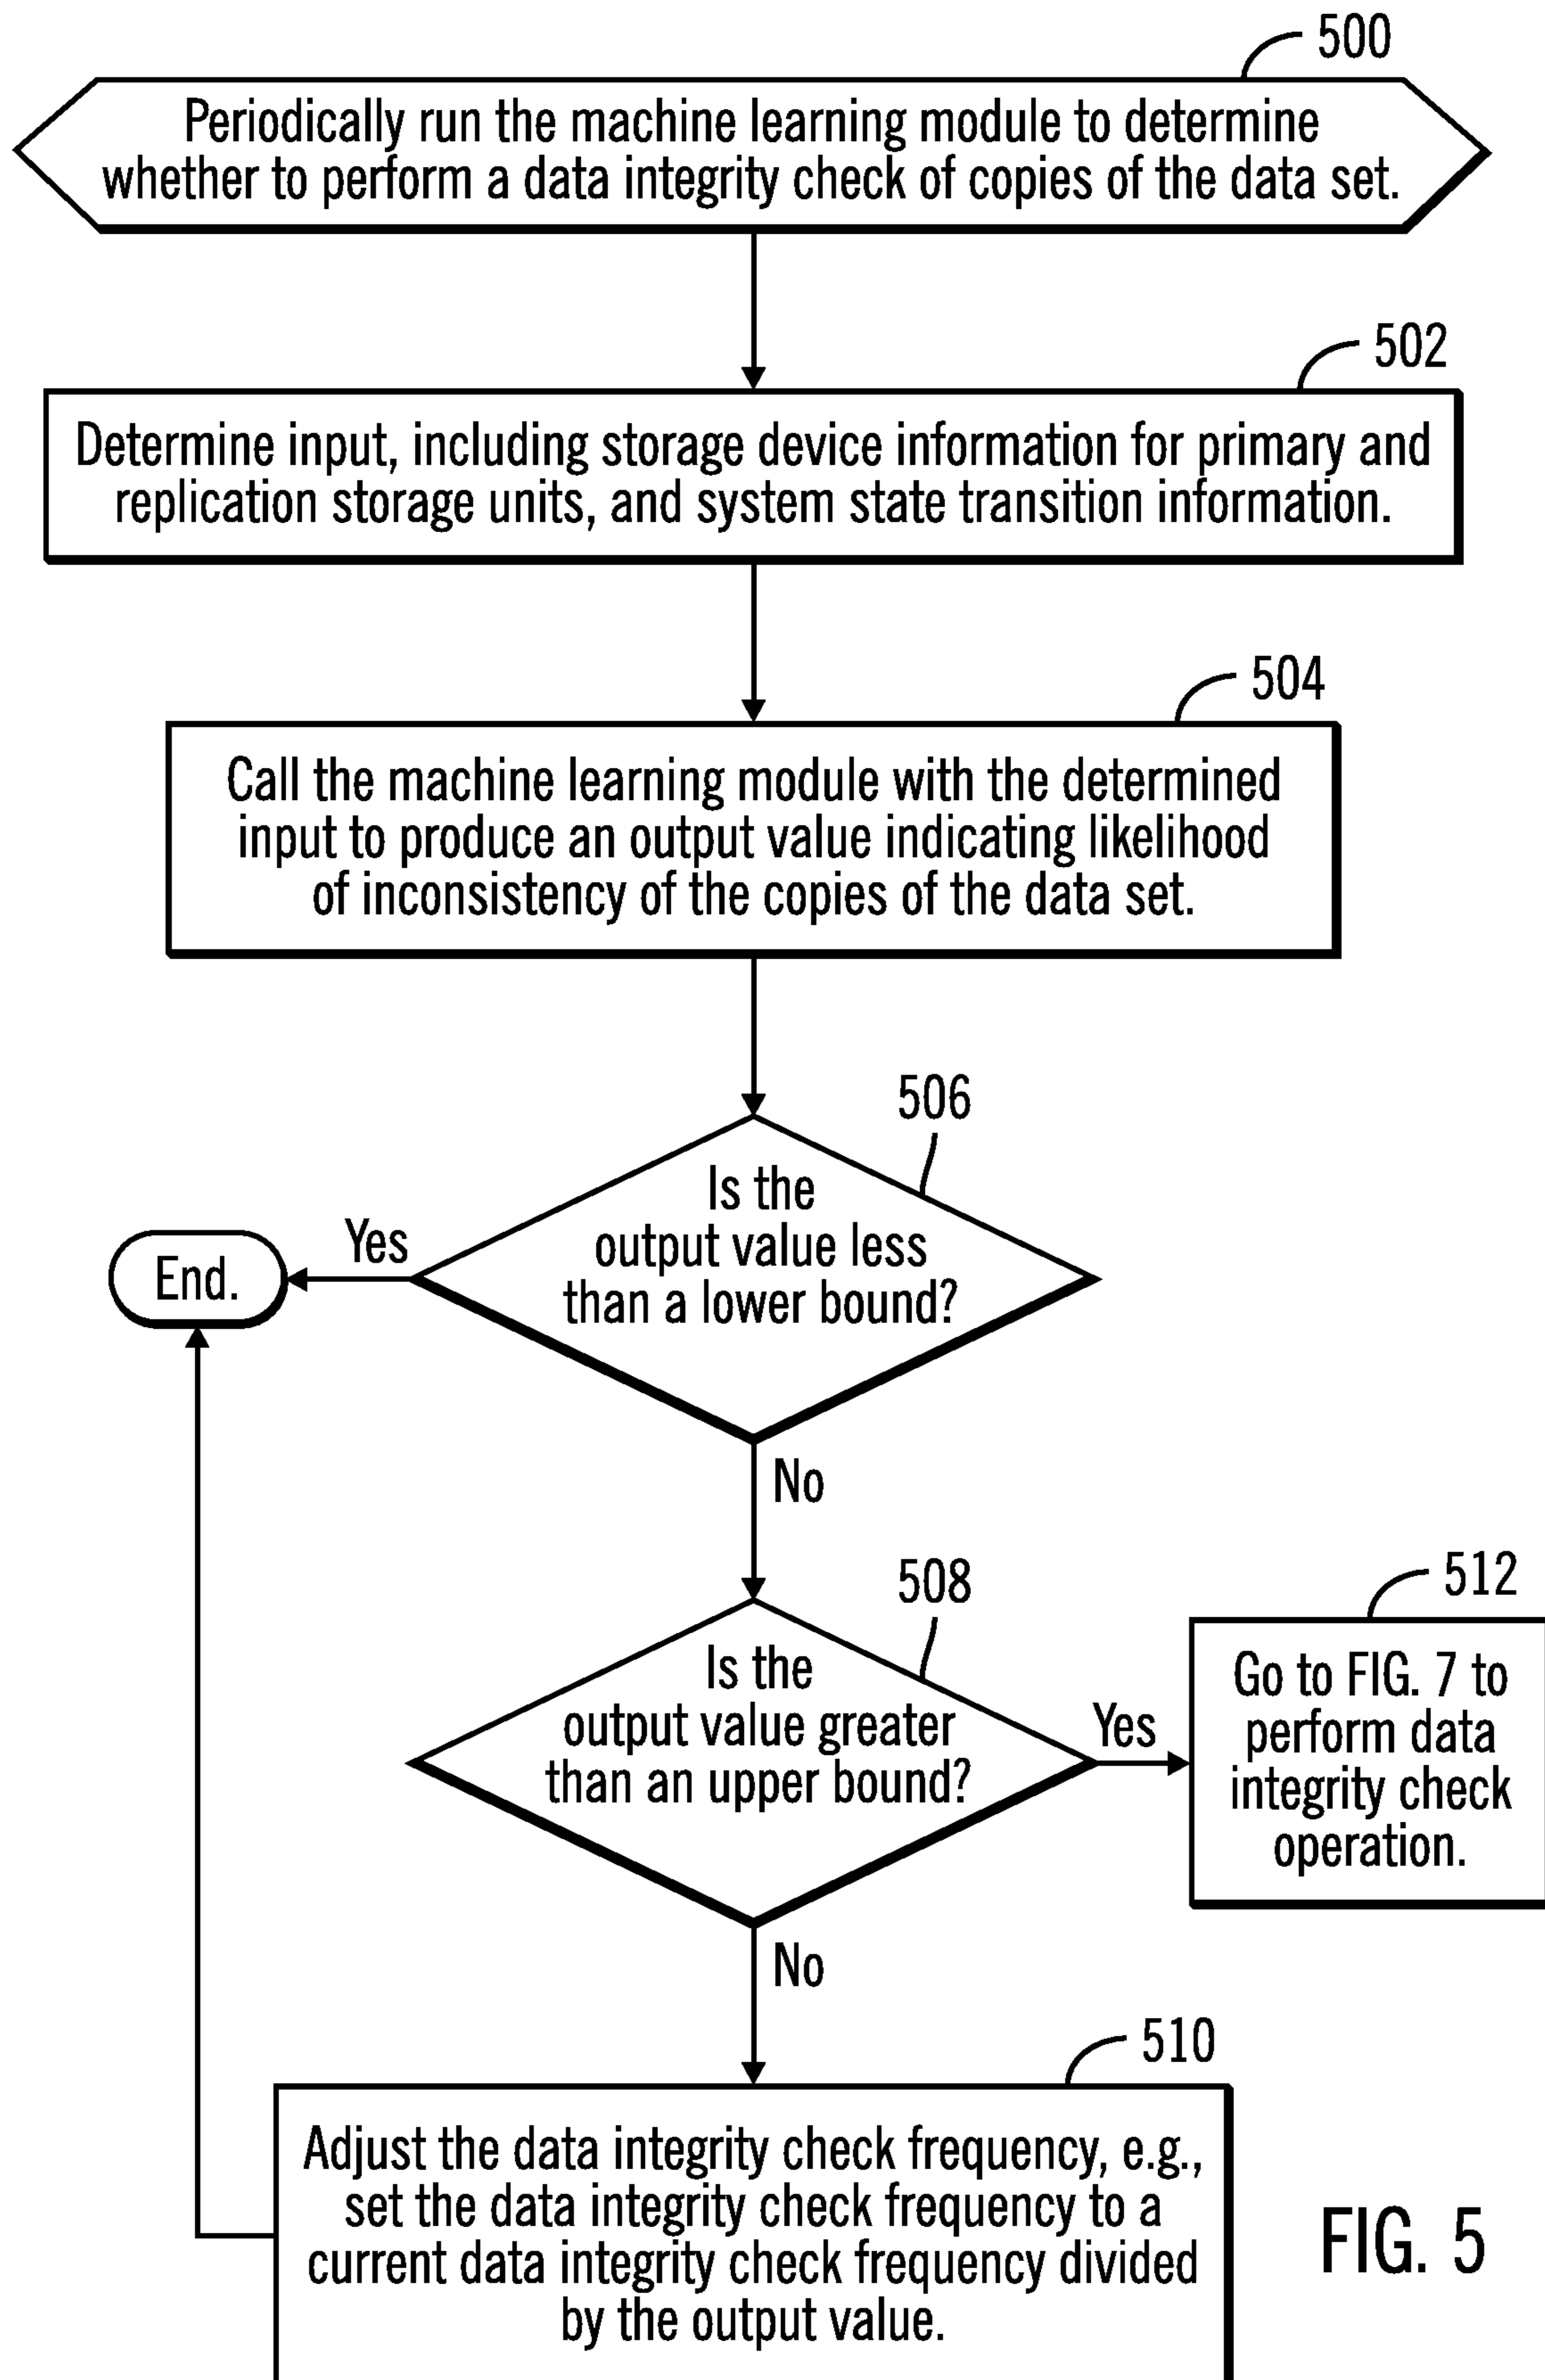 500
Periodically run the machine learning module to determine
whether to perform a data integrity check of copies of the data set.
502
Determine input, including storage device information for primary and
replication storage units, and system state transition information.
504
Call the machine learning module with the determined
input to produce an output value indicating likelihood
of inconsistency of the copies of the data set.
506
Is the
output value less
than a lower bound?
Yes
End.
No
508
Is the
output value greater
than an upper bound?
Yes
512
Go to FIG. 7 to
perform data
integrity check
operation.
No
510
Adjust the data integrity check frequency, e.g.,
set the data integrity check frequency to a
current data integrity check frequency divided
by the output value.
FIG. 5